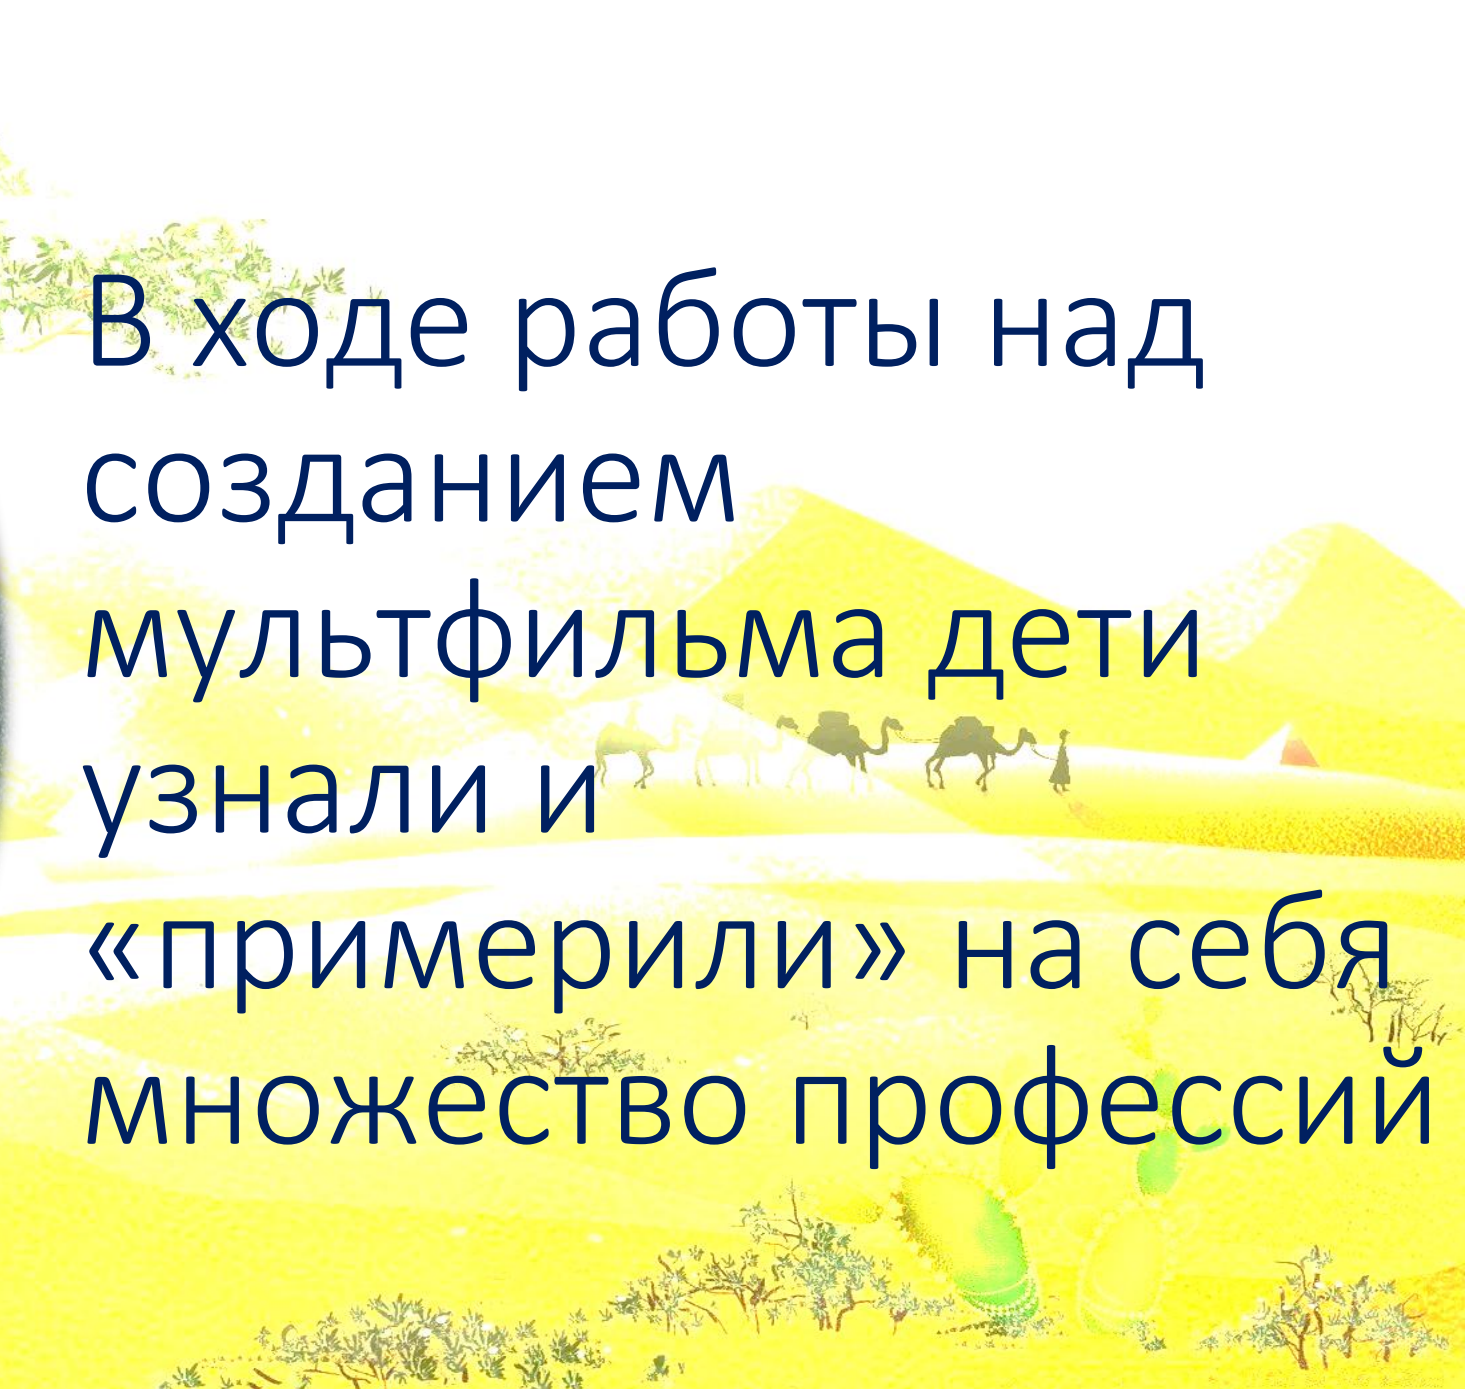 В ходе работы над
созданием
мультфильма дети
узнали и
«примерили» на себя
множество профессий